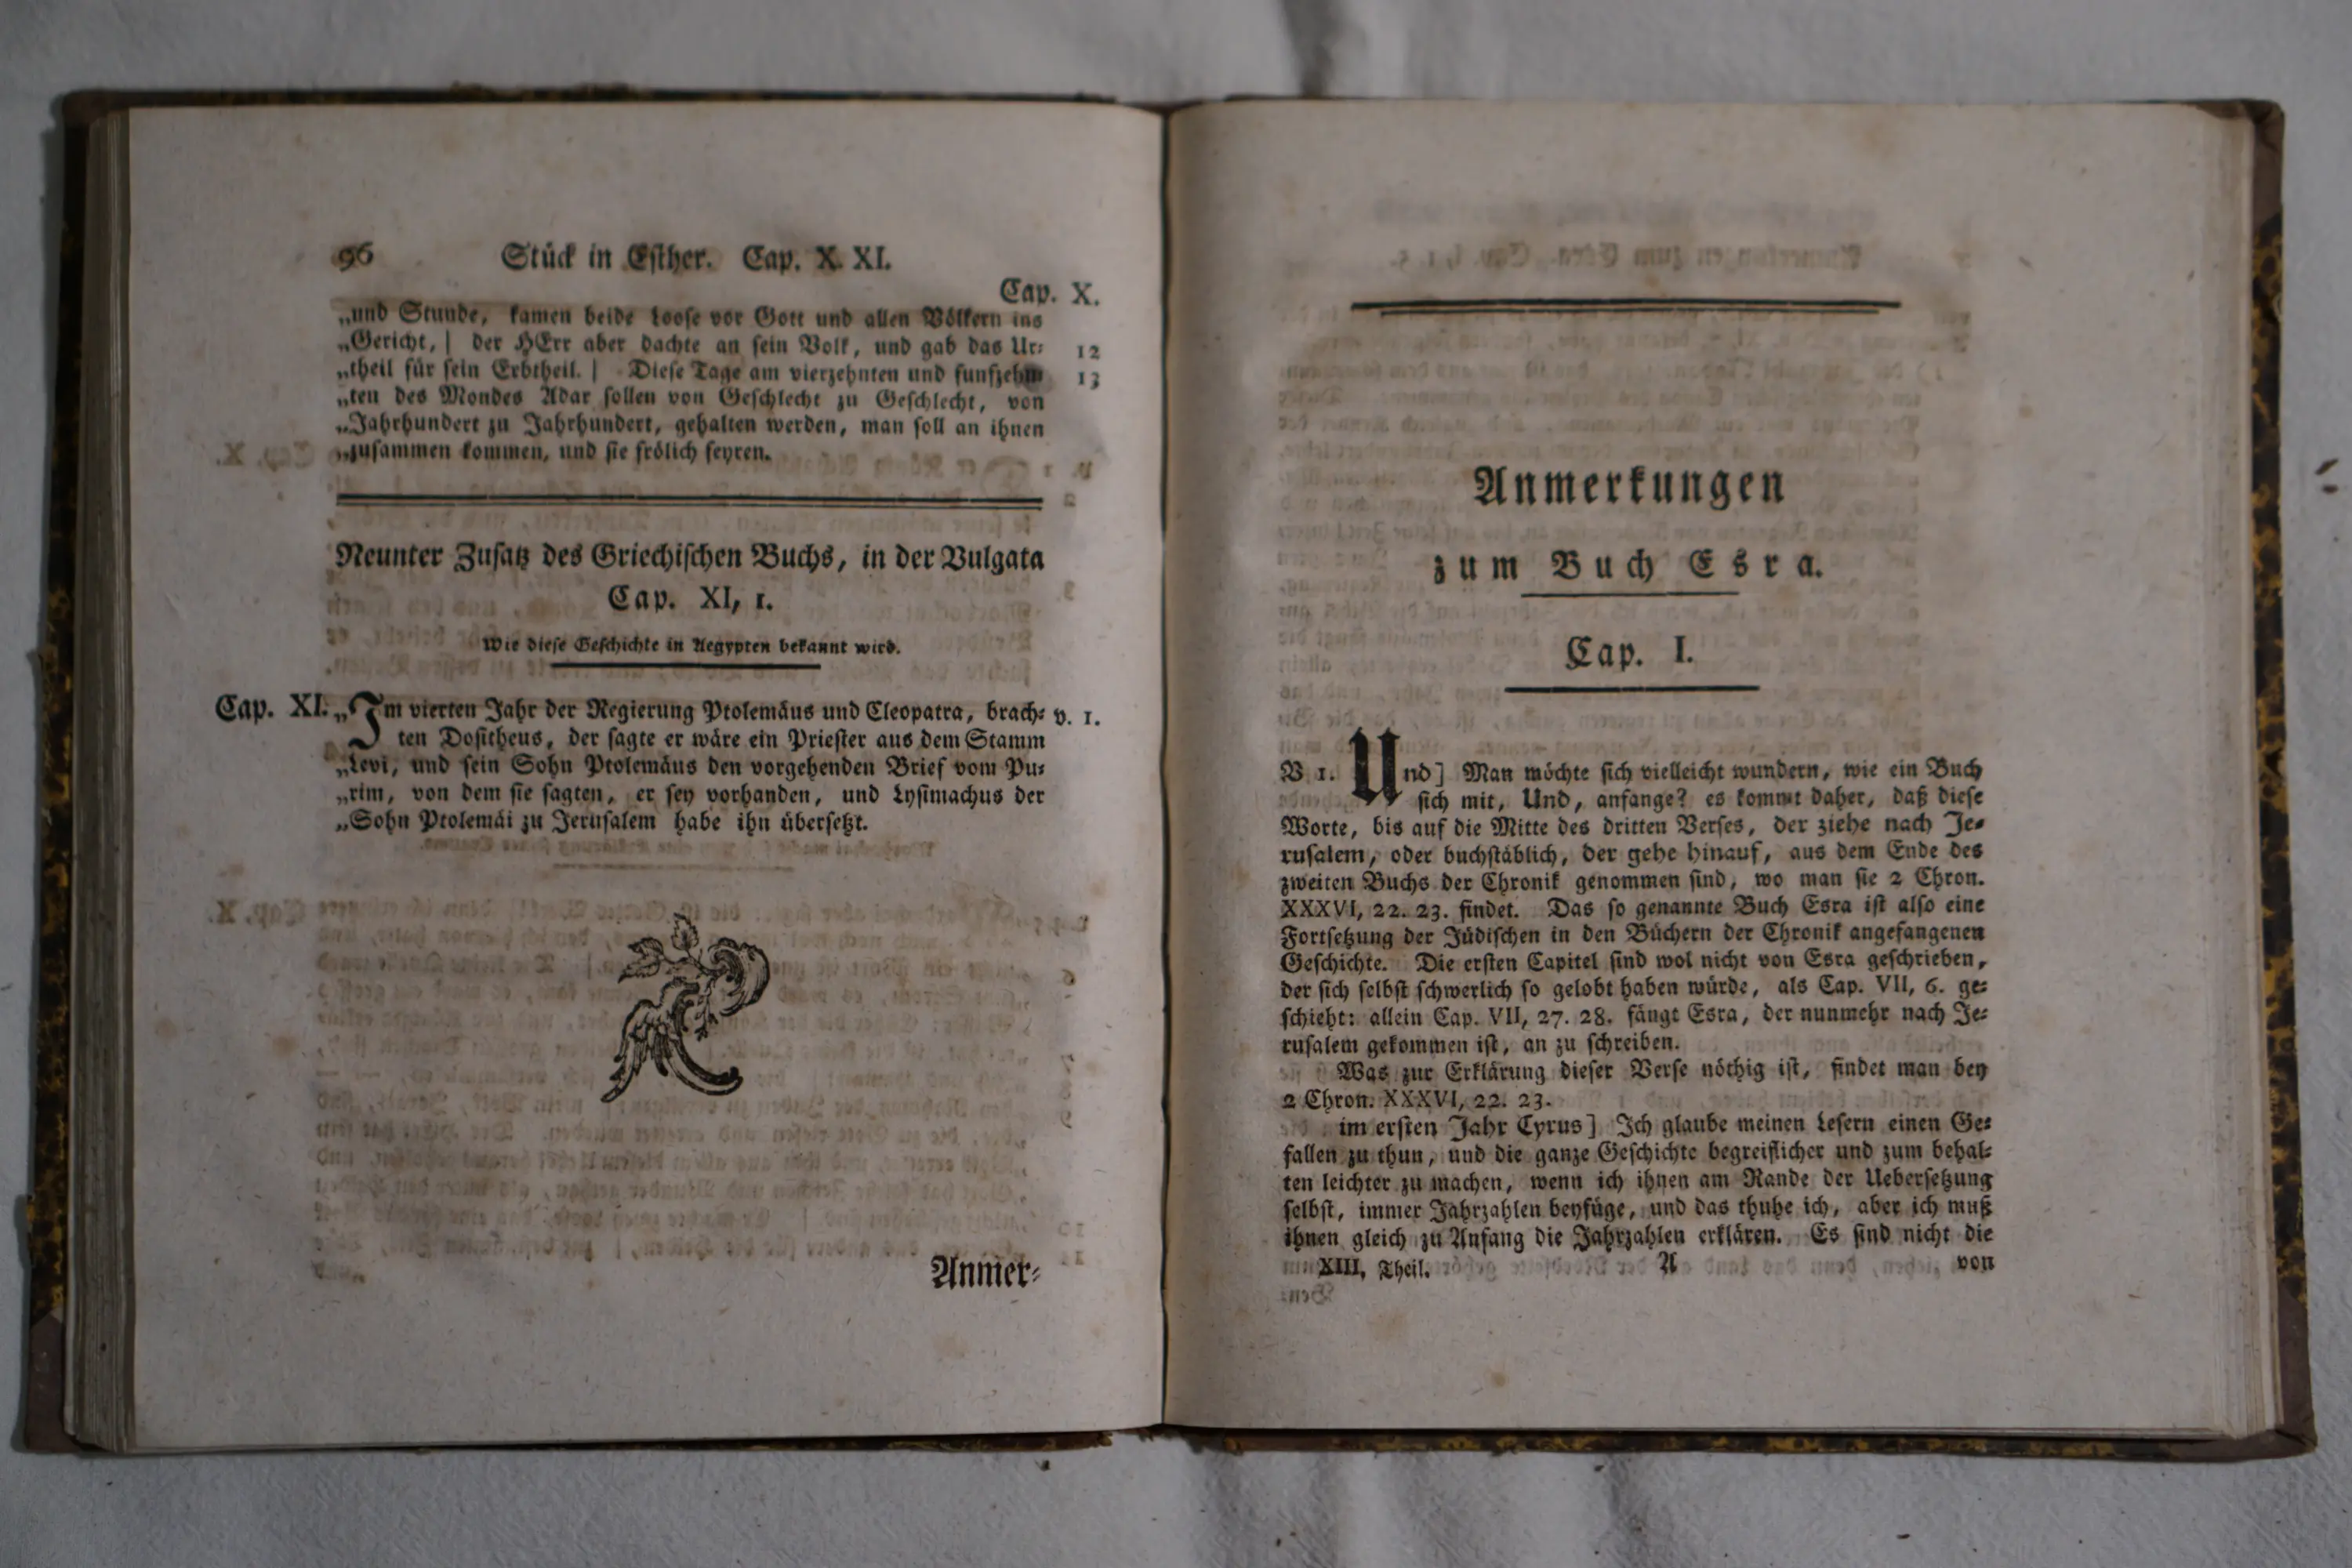 96 Stück in Esther. Cap. X. XI.
Cap. X.
„und Stunde, kamen beide Loose vor Gott und allen Völkern ins
„Gericht, | der HErr aber dachte an sein Volk, und gab das Ur⸗ 12
„theil für sein Erbtheil. | Diese Tage am vierzehnten und funfzehn 13
„ten des Mondes Adar sollen von Geschlecht zu Geschlecht, von
„Jahrhundert zu Jahrhundert, gehalten werden, man soll an ihnen
„zusammen kommen, und sie frölich feyren.
Neunter Zusatz des Griechischen Buchs, in der Vulgata
Cap. XI, 1.
Wie diese Geschichte in Aegypten bekannt wird.
Cap. XI. „Im vierten Jahr der Regierung Ptolemäus und Cleopatra, brach⸗ v. 1.
ten Dositheus, der sagte er wäre ein Priester aus dem Stamm
„Levi, und sein Sohn Ptolemäus den vorgehenden Brief vom Pu⸗
„rim, von dem sie sagten, er sey vorhanden, und Lysimachus der
„Sohn Ptolemäi zu Jerusalem habe ihn übersetzt.
Anmer⸗
Anmerkungen
zum Buch Esra.
Cap. I.
V 1. Und] Man möchte sich vielleicht wundern, wie ein Buch
sich mit, Und, anfange? es kommt daher, daß diese
Worte, bis auf die Mitte des dritten Verses, der ziehe nach Je⸗
rusalem, oder buchstäblich, der gehe hinauf, aus dem Ende des
zweiten Buchs der Chronik genommen sind, wo man sie 2 Chron.
XXXVI, 22. 23. findet. Das so genannte Buch Esra ist also eine
Fortsetzung der Jüdischen in den Büchern der Chronik angefangenen
Geschichte. Die ersten Capitel sind wol nicht von Esra geschrieben,
der sich selbst schwerlich so gelobt haben würde, als Cap. VII, 6. ge⸗
schieht: allein Cap. VII, 27. 28. fängt Esra, der nunmehr nach Je⸗
rusalem gekommen ist, an zu schreiben.
Was zur Erklärung dieser Verse nöthig ist, findet man bey
2 Chron. XXXVI, 22. 23.
im ersten Jahr Cyrus] Ich glaube meinen Lesern einen Ge⸗
fallen zu thun, und die ganze Geschichte begreiflicher und zum behal⸗
ten leichter zu machen, wenn ich ihnen am Rande der Uebersetzung
selbst, immer Jahrzahlen beyfüge, und das thuhe ich, aber ich muß
ihnen gleich zu Anfang die Jahrzahlen erklären. Es sind nicht die
XIII. Theil. A von